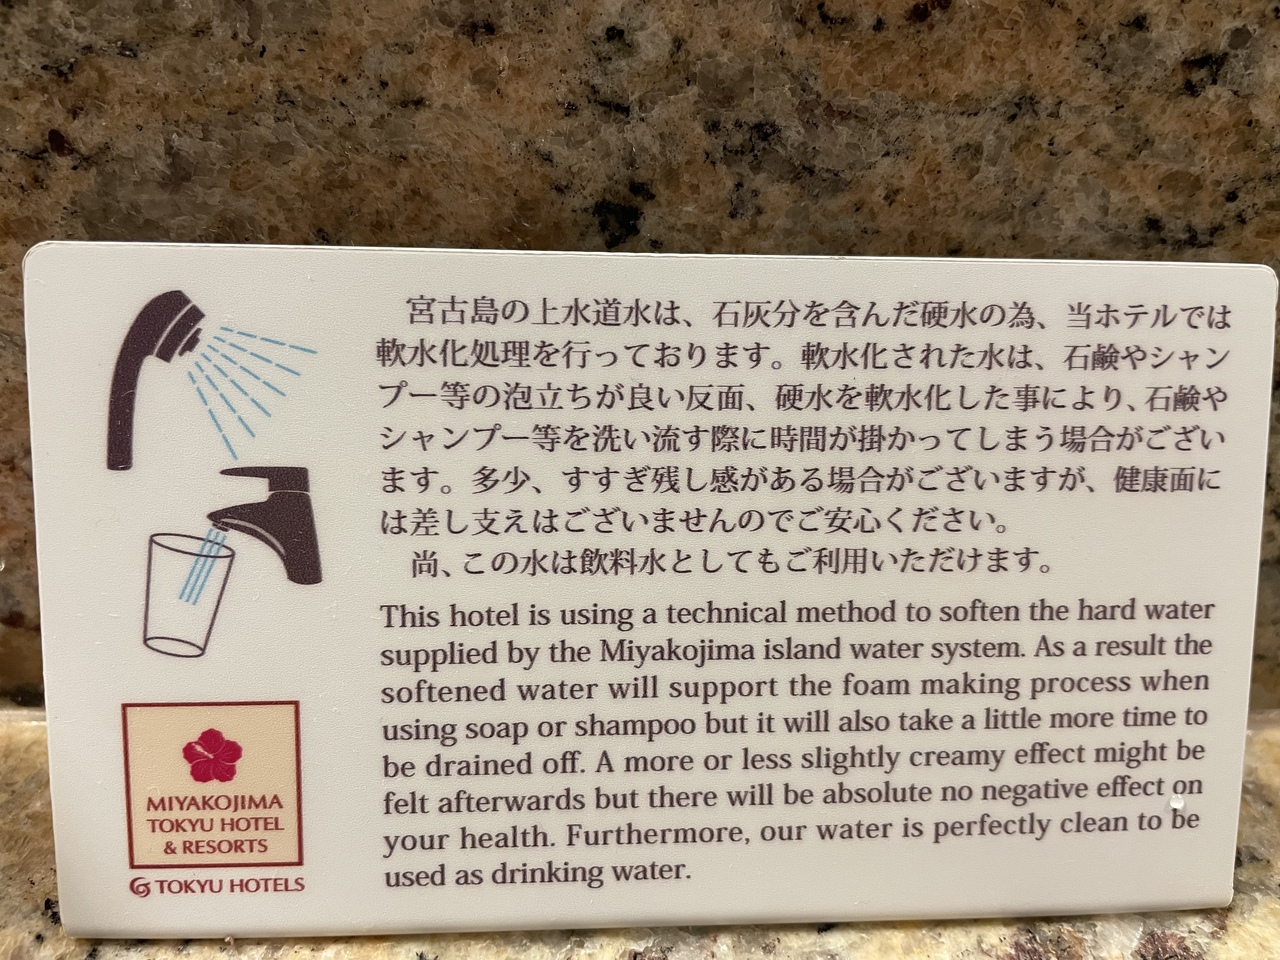 宮古島の上水道水は、石灰分を含んだ硬水の為、当ホテルでは
軟水化処理を行っております。軟水化された水は、石鹸やシャン
プー等の泡立ちが良い反面、硬水を軟水化した事により、石鹸や
シャンプー等を洗い流す際に時間が掛かってしまう場合がござい
ます。多少、すすぎ残し感がある場合がございますが、健康面に
は差し支えはございませんのでご安心ください。
尚、この水は飲料水としてもご利用いただけます。
This hotel is using a technical method to soften the hard water
supplied by the Miyakojima island water system. As a result the
softened water will support the foam making process when
using soap or shampoo but it will also take a little more time to
be drained off. A more or less slightly creamy effect might be
felt afterwards but there will be absolute no negative effect on
your health. Furthermore, our water is perfectly clean to be
used as drinking water.
MIYAKOJIMA
TOKYU HOTEL
& RESORTS
TOKYU HOTELS